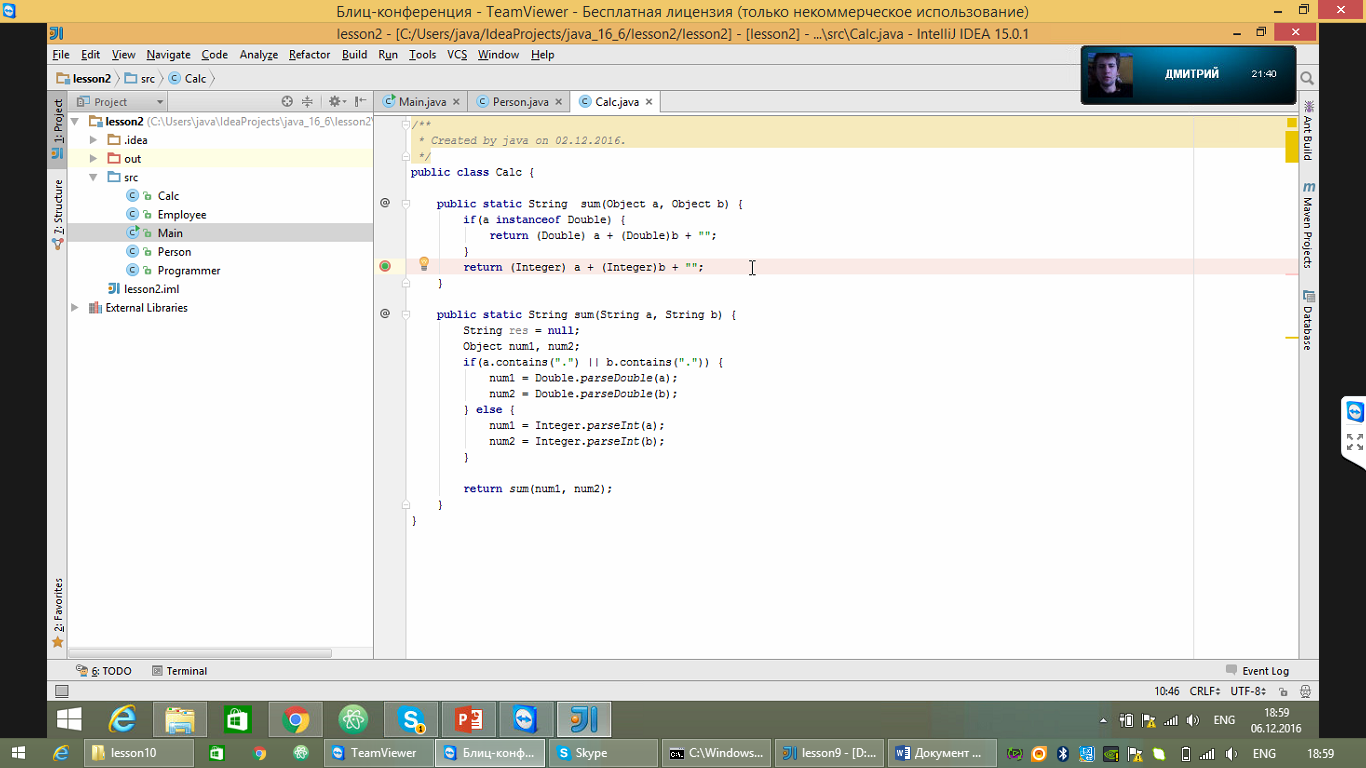 Блиц-конференция - TeamViewer - Бесплатная лицензия (только некоммерческое использование)
lesson2 - [C:/Users/java/IdeaProjects/java_16_6/lesson2/lesson2] - [lesson2] - ...\src\Calc.java - IntelliJ IDEA 15.0.1
File Edit View Navigate Code Analyze Refactor Build Run Tools VCS Window Help
ДМИТРИЙ 21:40
lesson2 src Calc
Project
Main.java Person.java Calc.java
1: Project
7: Structure
2: Favorites
lesson2 (C:\Users\java\IdeaProjects\java_16_6\lesson2\
.idea
out
src
Calc
Employee
Main
Person
Programmer
lesson2.iml
External Libraries
/**
* Created by java on 02.12.2016.
*/
public class Calc {
public static String  sum(Object a, Object b) {
if(a instanceof Double) {
return (Double) a + (Double)b + "";
}
return (Integer) a + (Integer)b + "";
}
public static String sum(String a, String b) {
String res = null;
Object num1, num2;
if(a.contains(".") || b.contains(".")) {
num1 = Double.parseDouble(a);
num2 = Double.parseDouble(b);
} else {
num1 = Integer.parseInt(a);
num2 = Integer.parseInt(b);
}
return sum(num1, num2);
}
}
Ant Build
m
Maven Projects
Database
6: TODO Terminal Event Log
10:46 CRLF UTF-8
ENG 18:59
06.12.2016
lesson10 TeamViewer Блиц-конф... Skype C:\Windows... lesson9 - [D:... Документ ... ENG 18:59